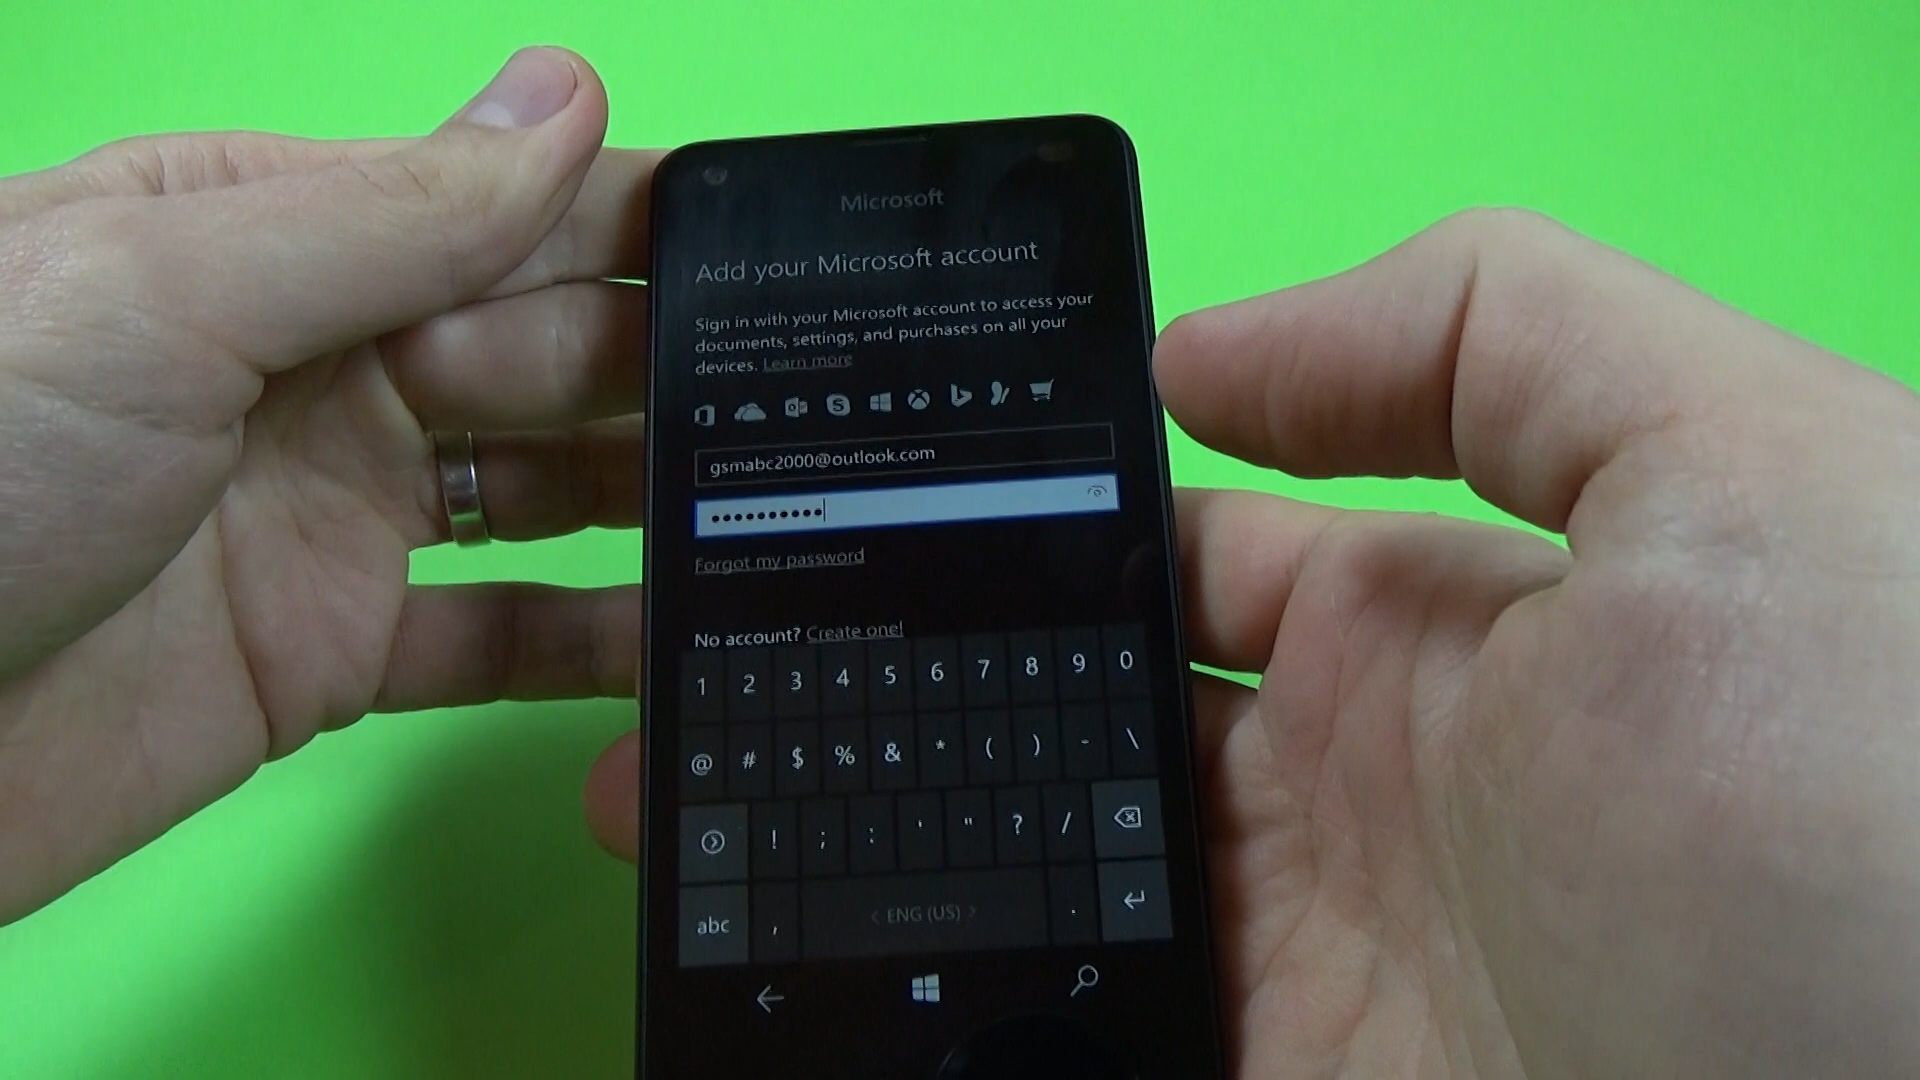 Microsoft
Add your Microsoft account
Sign in with your Microsoft account to access your
documents, settings, and purchases on all your
devices. Learn more
gsmabc2000@outlook.com
••••••••••
Forgot my password
No account? Create one!
1 2 3 4 5 6 7 8 9 0
@ # $ % & * ( ) - \
! ; : ' " ? /
abc , < ENG (US) > .